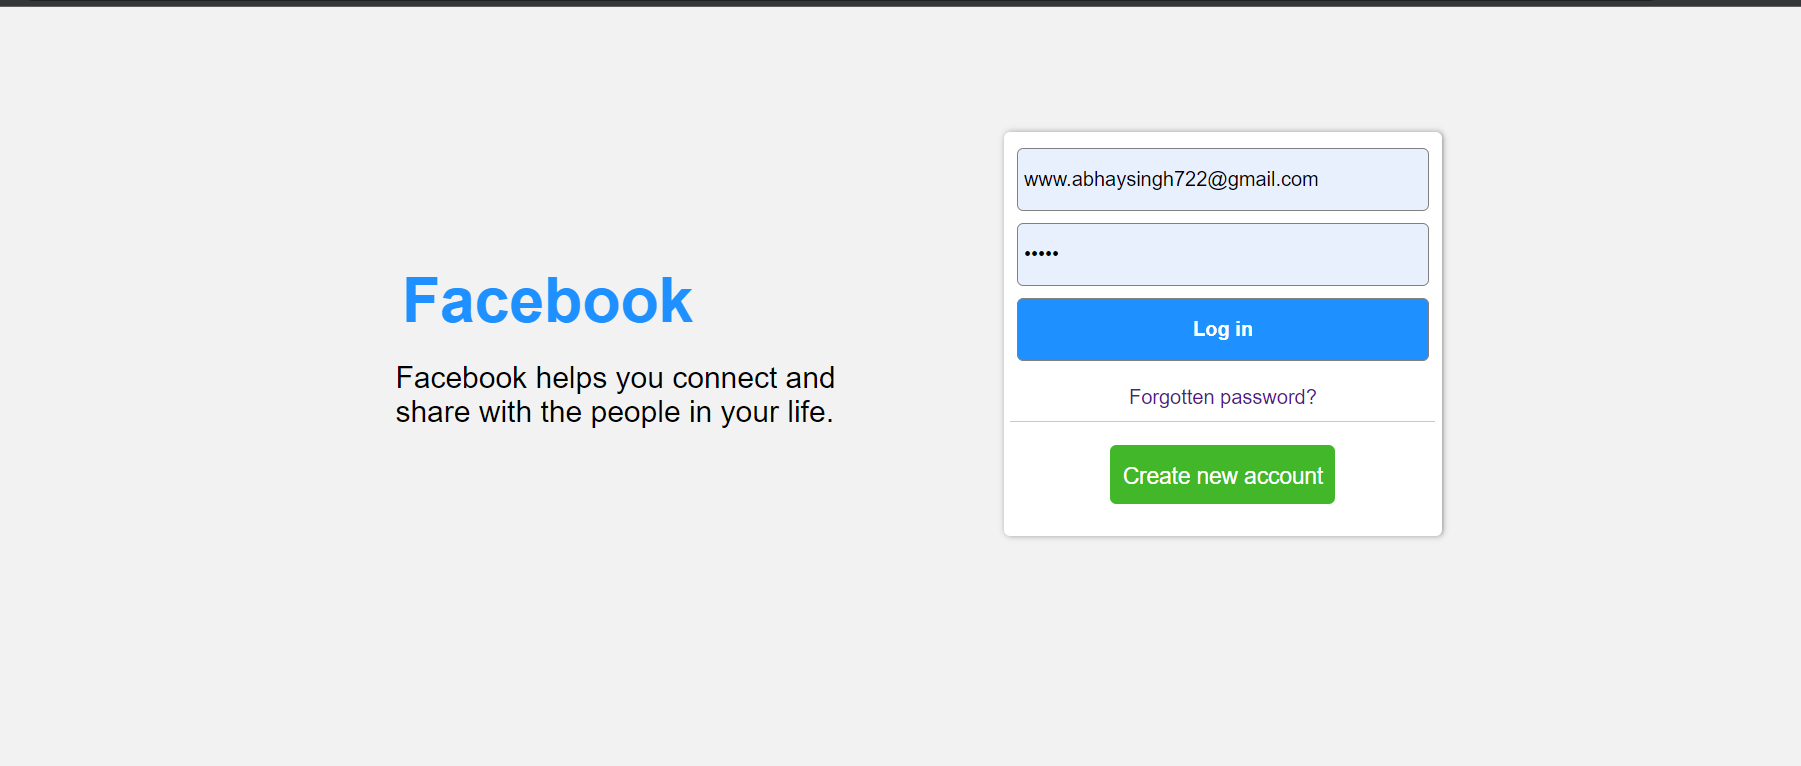 Facebook
Facebook helps you connect and
share with the people in your life.
www.abhaysingh722@gmail.com
•••••
Log in
Forgotten password?
Create new account